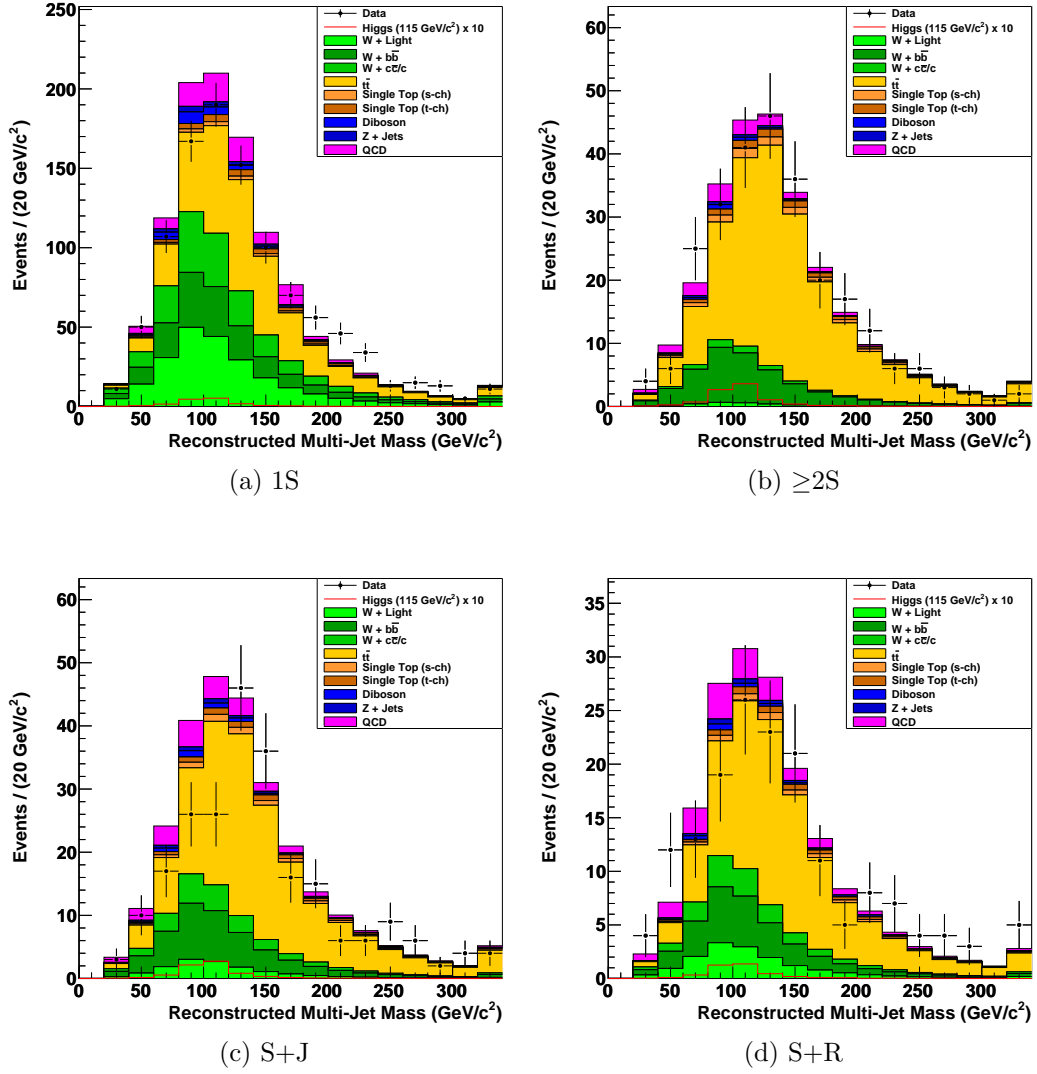 Events / (20 GeV/c²)
250
200
150
100
50
0
Data
Higgs (115 GeV/c²) x 10
W + Light
W + bb̅
W + cc̅/c
tt̅
Single Top (s-ch)
Single Top (t-ch)
Diboson
Z + Jets
QCD
0 50 100 150 200 250 300
Reconstructed Multi-Jet Mass (GeV/c²)
(a) 1S
Events / (20 GeV/c²)
60
50
40
30
20
10
0
Data
Higgs (115 GeV/c²) x 10
W + Light
W + bb̅
W + cc̅/c
tt̅
Single Top (s-ch)
Single Top (t-ch)
Diboson
Z + Jets
QCD
0 50 100 150 200 250 300
Reconstructed Multi-Jet Mass (GeV/c²)
(b) ≥2S
Events / (20 GeV/c²)
60
50
40
30
20
10
0
Data
Higgs (115 GeV/c²) x 10
W + Light
W + bb̅
W + cc̅/c
tt̅
Single Top (s-ch)
Single Top (t-ch)
Diboson
Z + Jets
QCD
0 50 100 150 200 250 300
Reconstructed Multi-Jet Mass (GeV/c²)
(c) S+J
Events / (20 GeV/c²)
35
30
25
20
15
10
5
0
Data
Higgs (115 GeV/c²) x 10
W + Light
W + bb̅
W + cc̅/c
tt̅
Single Top (s-ch)
Single Top (t-ch)
Diboson
Z + Jets
QCD
0 50 100 150 200 250 300
Reconstructed Multi-Jet Mass (GeV/c²)
(d) S+R